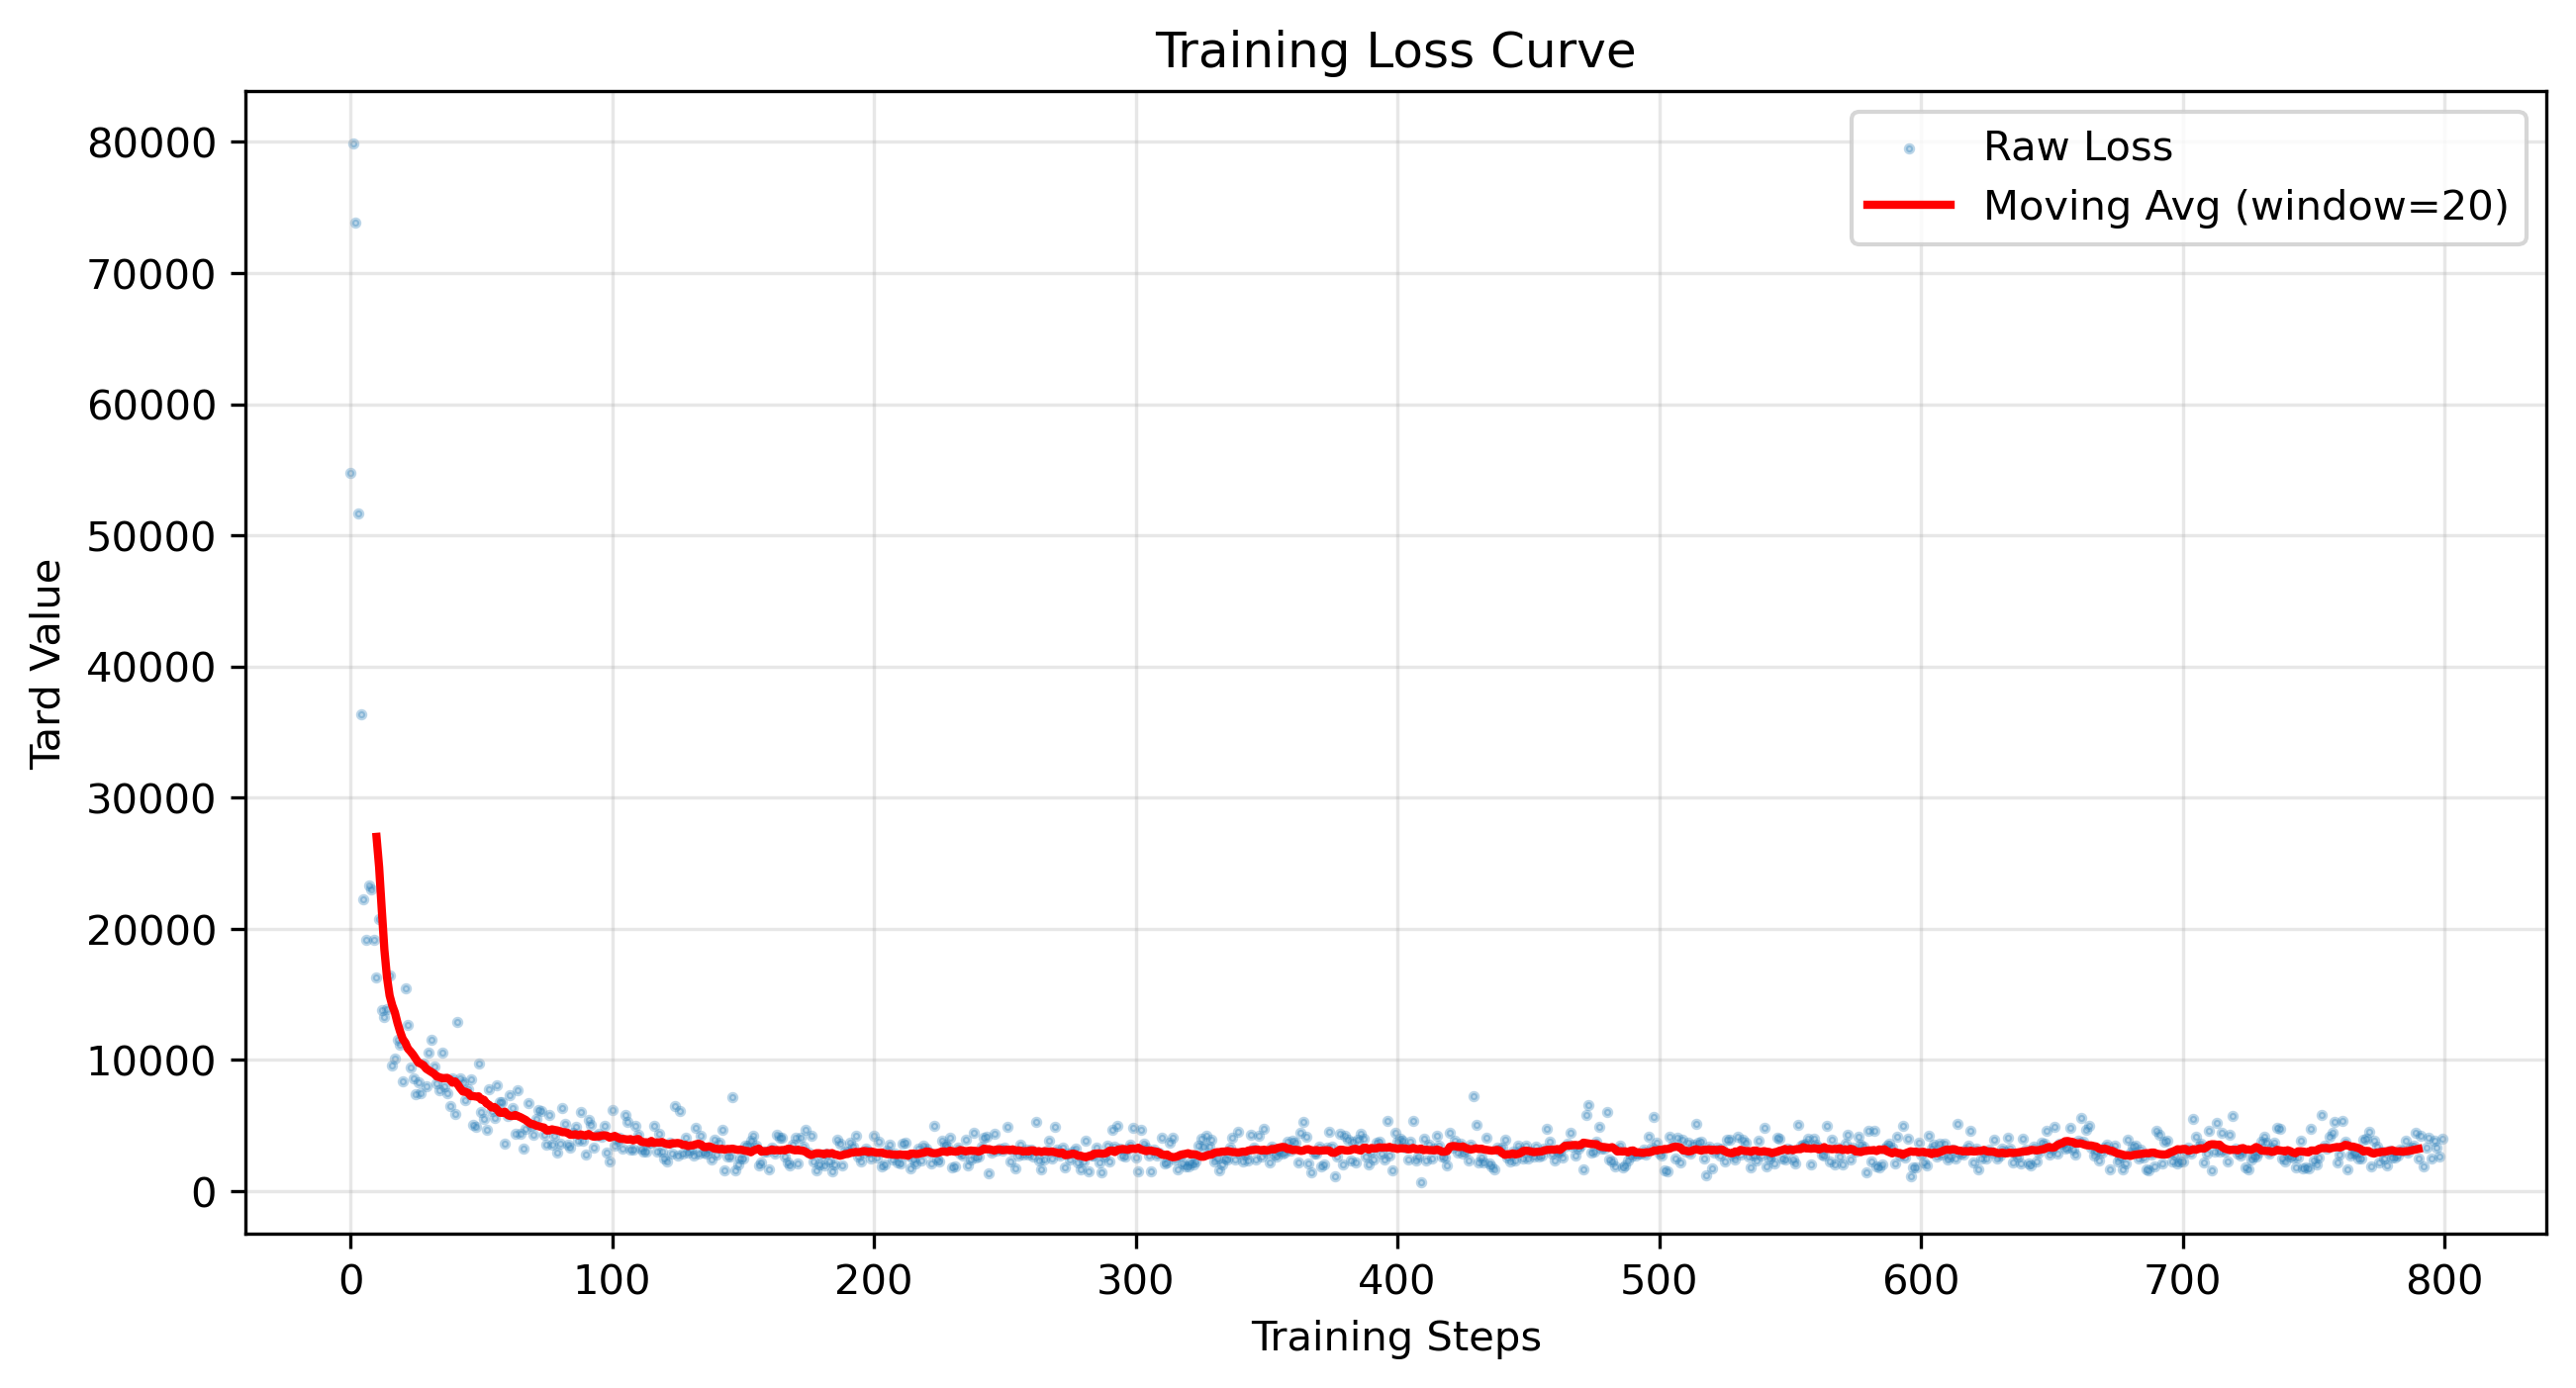 Training Loss Curve
Raw Loss
Moving Avg (window=20)
Tard Value
80000
70000
60000
50000
40000
30000
20000
10000
0
0 100 200 300 400 500 600 700 800
Training Steps